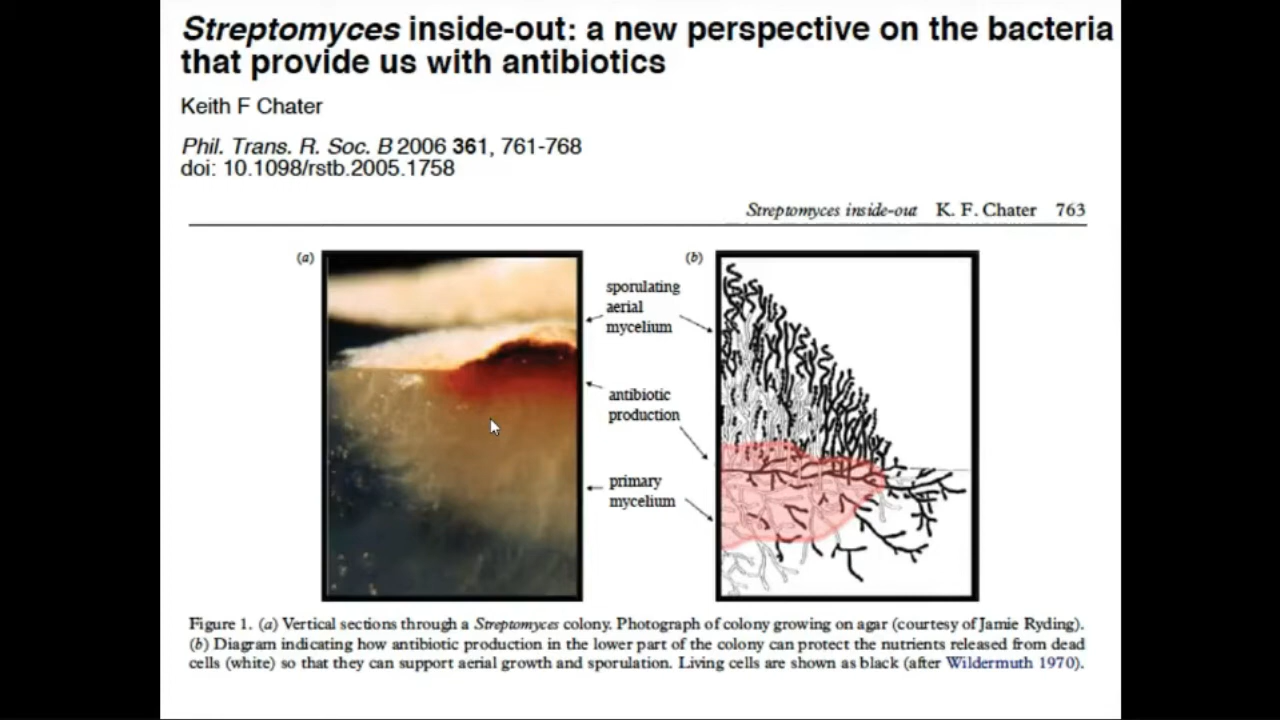 Streptomyces inside-out: a new perspective on the bacteria
that provide us with antibiotics
Keith F Chater
Phil. Trans. R. Soc. B 2006 361, 761-768
doi: 10.1098/rstb.2005.1758
Streptomyces inside-out K. F. Chater 763
(a)
(b)
sporulating
aerial
mycelium
antibiotic
production
primary
mycelium
Figure 1. (a) Vertical sections through a Streptomyces colony. Photograph of colony growing on agar (courtesy of Jamie Ryding).
(b) Diagram indicating how antibiotic production in the lower part of the colony can protect the nutrients released from dead
cells (white) so that they can support aerial growth and sporulation. Living cells are shown as black (after Wildermuth 1970).